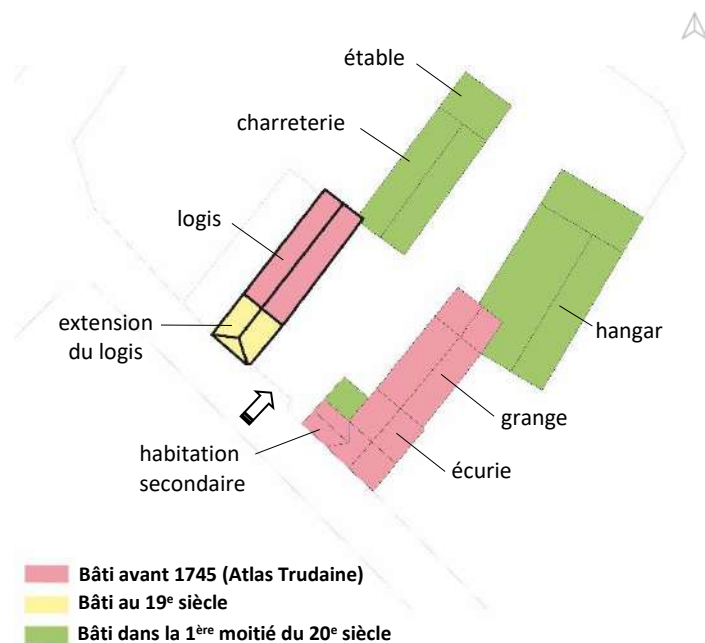 étable
charreterie
logis
extension
du logis
hangar
grange
habitation
secondaire
écurie
Bâti avant 1745 (Atlas Trudaine)
Bâti au 19e siècle
Bâti dans la 1ère moitié du 20e siècle